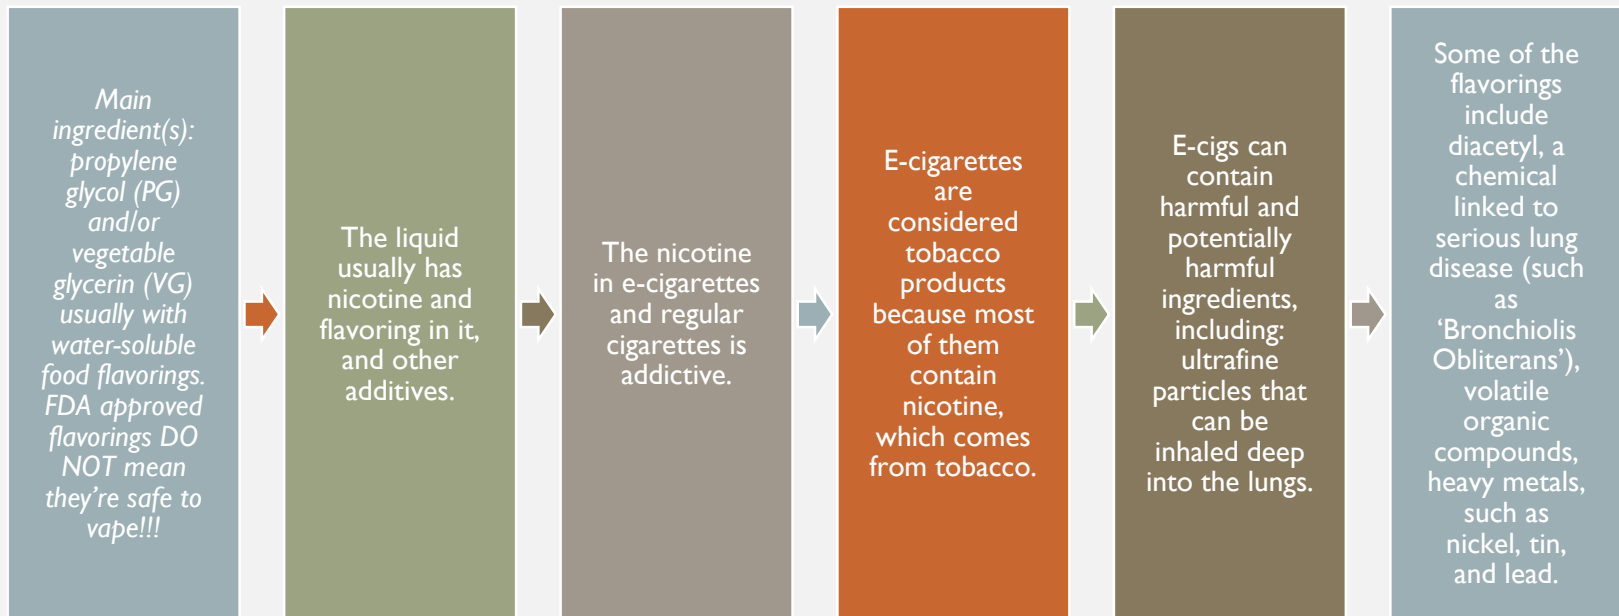 Main
ingredient(s):
propylene
glycol (PG)
and/or
vegetable
glycerin (VG)
usually with
water-soluble
food flavorings.
FDA approved
flavorings DO
NOT mean
they're safe to
vape!!!
The liquid
usually has
nicotine and
flavoring in it,
and other
additives.
The nicotine
in e-cigarettes
and regular
cigarettes is
addictive.
E-cigarettes
are
considered
tobacco
products
because most
of them
contain
nicotine,
which comes
from tobacco.
E-cigs can
contain
harmful and
potentially
harmful
ingredients,
including:
ultrafine
particles that
can be
inhaled deep
into the lungs.
Some of the
flavorings
include
diacetyl, a
chemical
linked to
serious lung
disease (such
as
‘Bronchiolis
Obliterans’),
volatile
organic
compounds,
heavy metals,
such as
nickel, tin,
and lead.